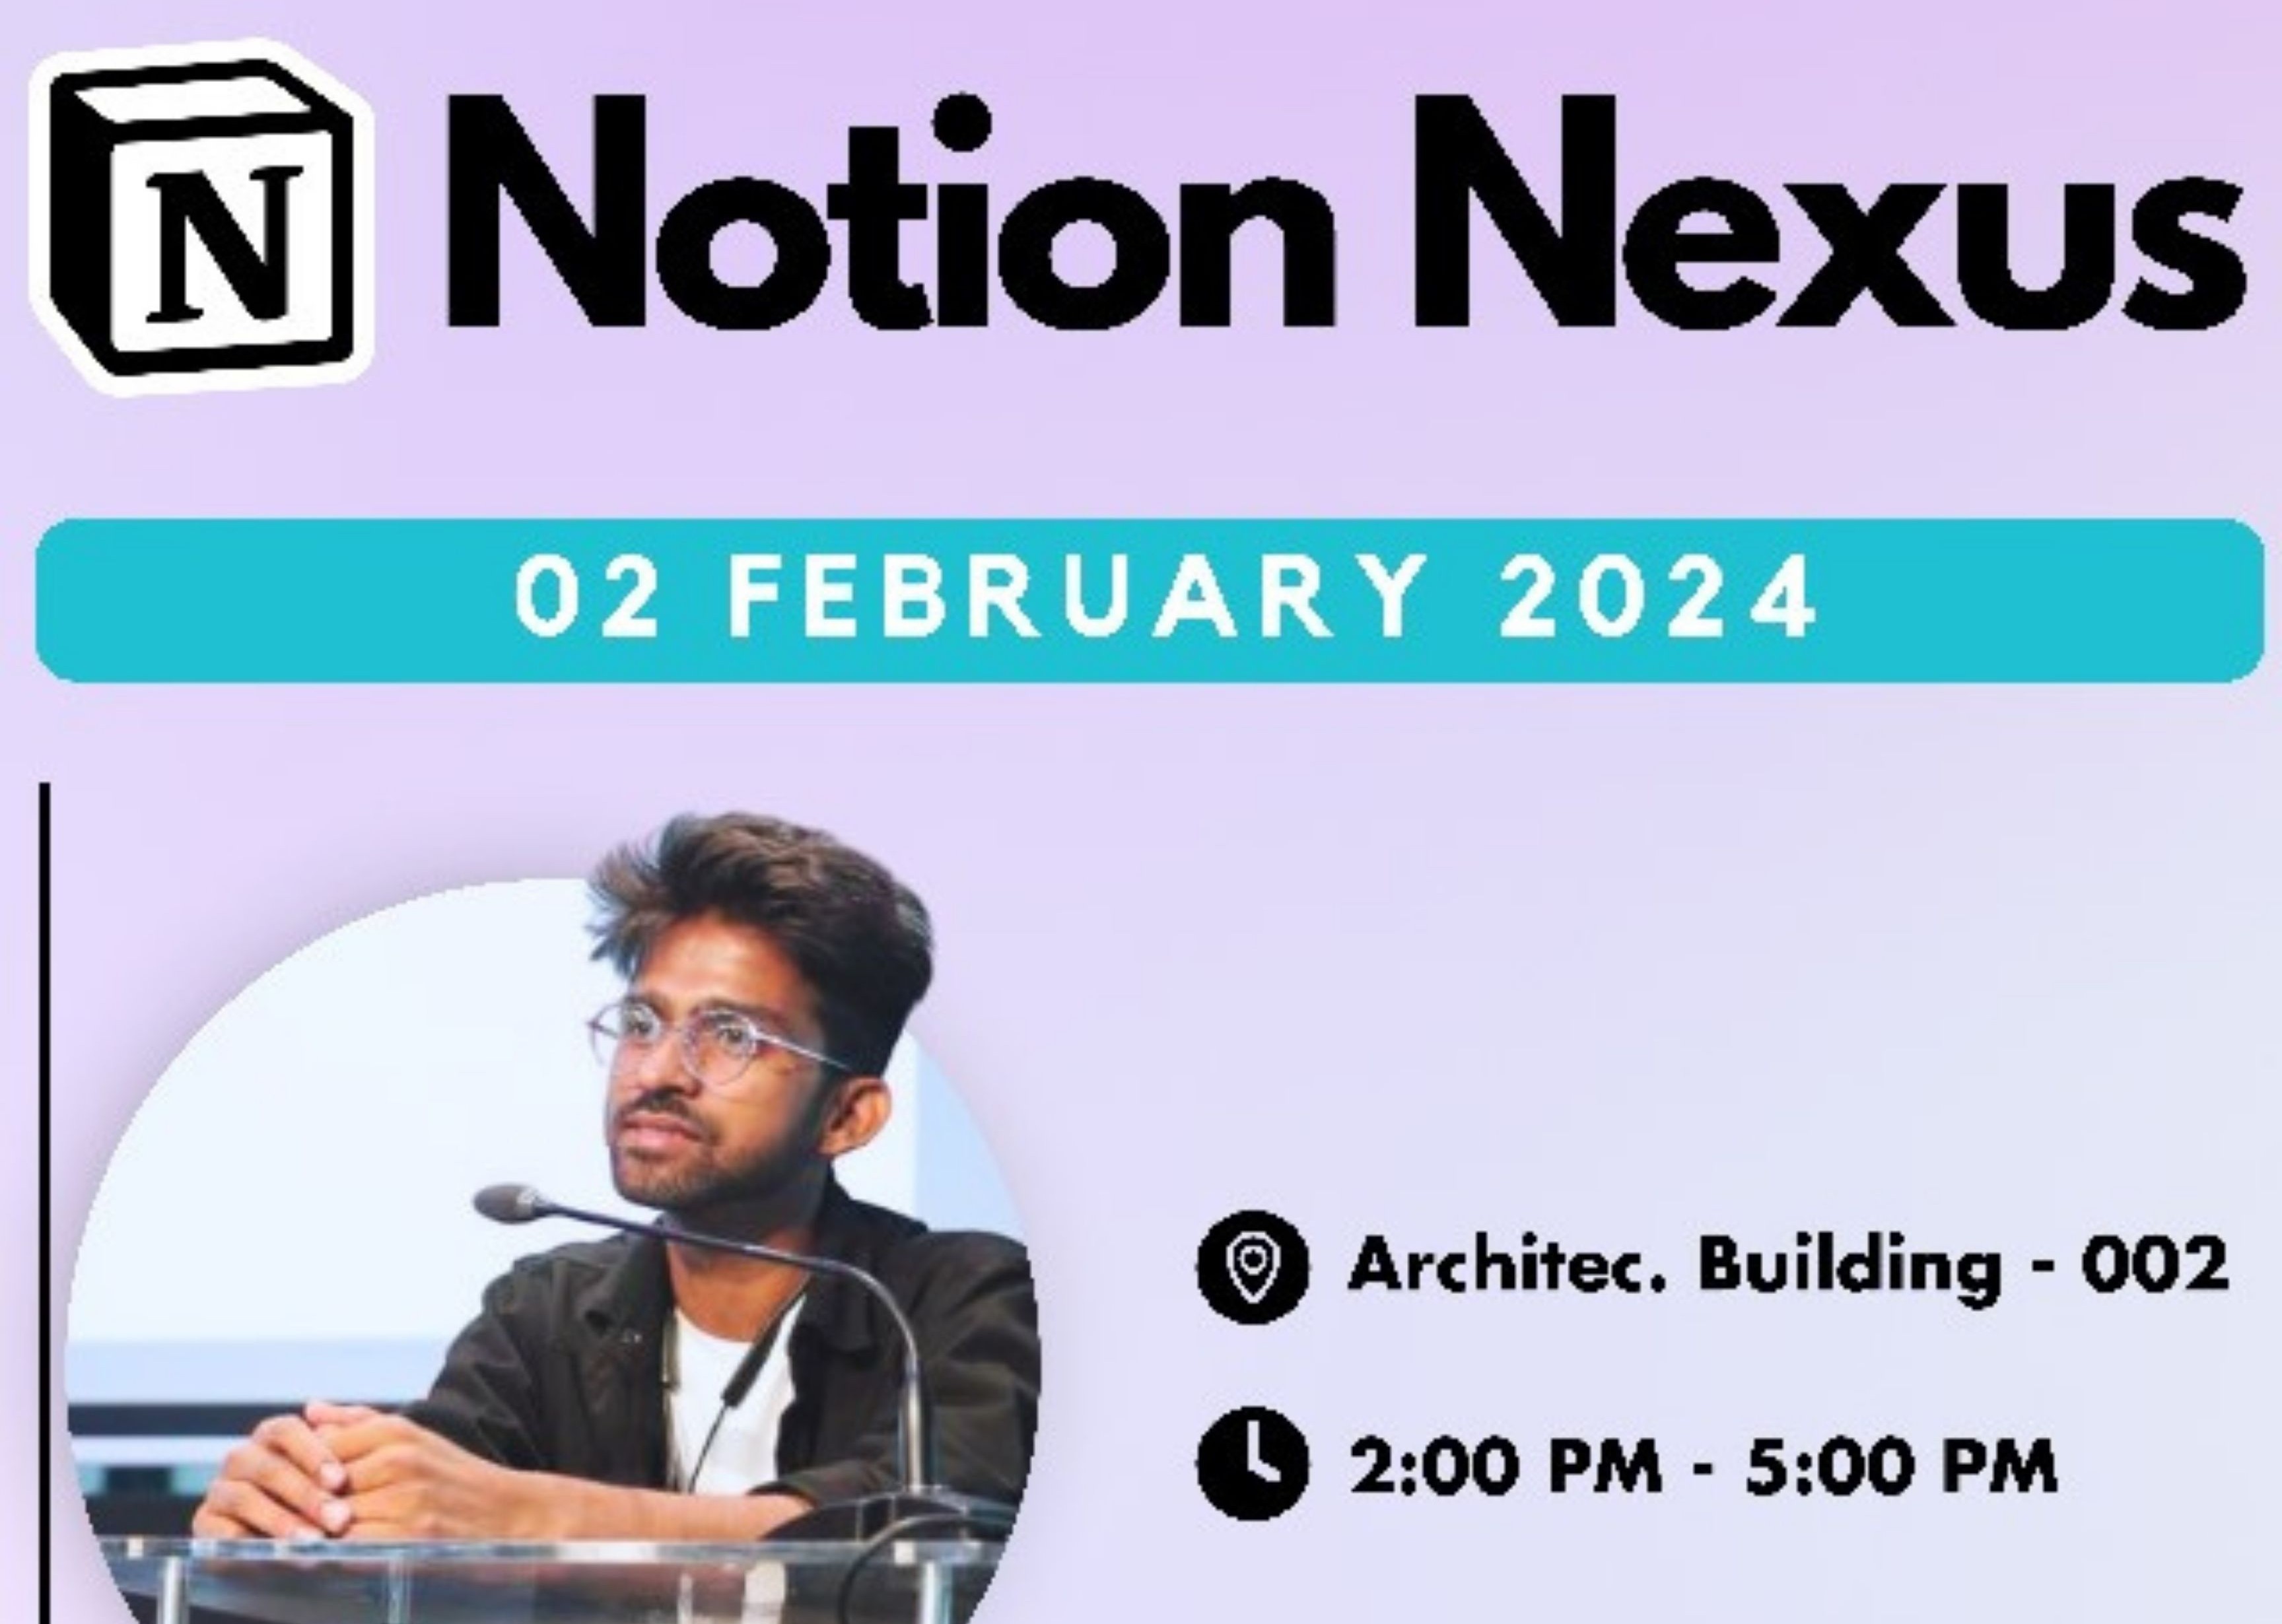 N
Notion Nexus
02 FEBRUARY 2024
Architec. Building - 002
2:00 PM - 5:00 PM